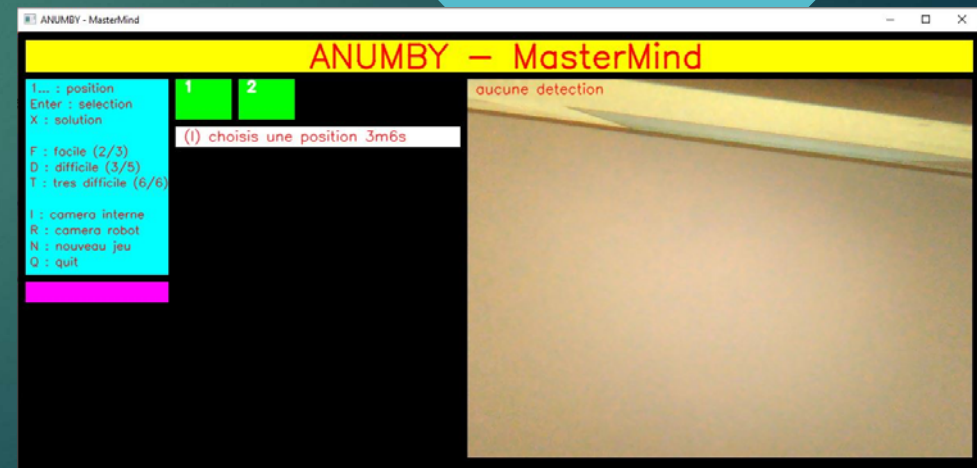 ANUMBY - MasterMind
ANUMBY - MasterMind
1... : position
Enter : selection
X : solution
F : facile (2/3)
D : difficile (3/5)
T : tres difficile (6/6)
I : camera interne
R : camera robot
N : nouveau jeu
Q : quit
1 2
(I) choisis une position 3m6s
aucune detection